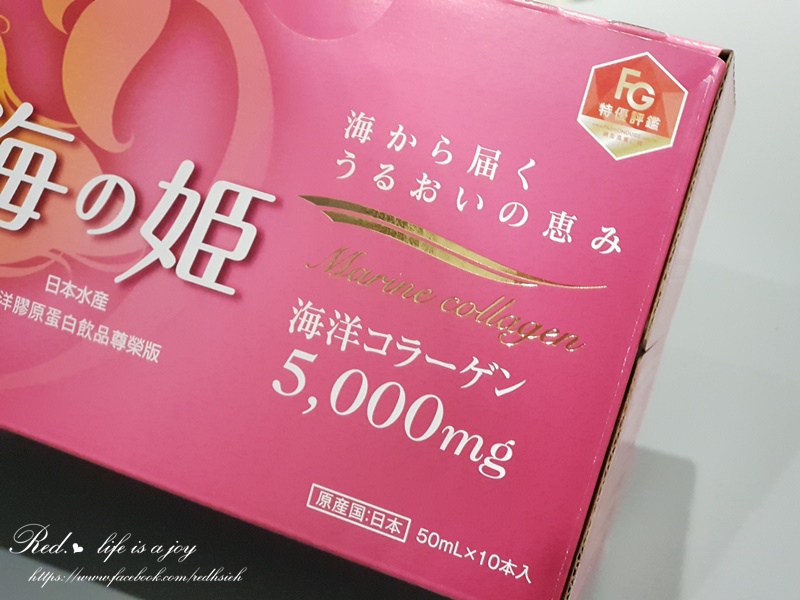 FG
特優評鑑
海から届く
うるおいの恵み
海の姫
Marine collagen
日本水産
洋膠原蛋白飲品尊榮版
海洋コラーゲン
5,000mg
原産国:日本
50mL×10本入
Red. life is a joy
https://www.facebook.com/redhsieh